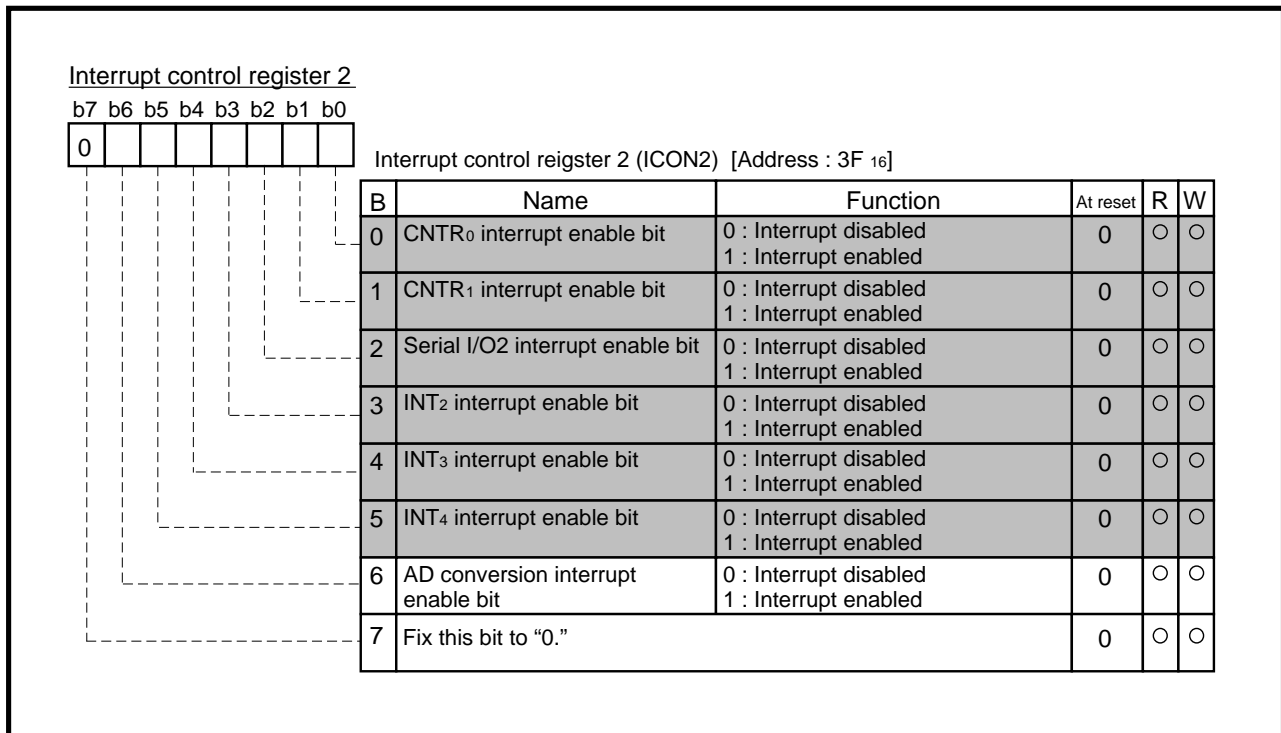 Interrupt control register 2
b7 b6 b5 b4 b3 b2 b1 b0
0
Interrupt control reigster 2 (ICON2) [Address : 3F 16]
B Name Function At reset R W
0 CNTR0 interrupt enable bit 0 : Interrupt disabled 0 ○ ○
1 : Interrupt enabled
1 CNTR1 interrupt enable bit 0 : Interrupt disabled 0 ○ ○
1 : Interrupt enabled
2 Serial I/O2 interrupt enable bit 0 : Interrupt disabled 0 ○ ○
1 : Interrupt enabled
3 INT2 interrupt enable bit 0 : Interrupt disabled 0 ○ ○
1 : Interrupt enabled
4 INT3 interrupt enable bit 0 : Interrupt disabled 0 ○ ○
1 : Interrupt enabled
5 INT4 interrupt enable bit 0 : Interrupt disabled 0 ○ ○
1 : Interrupt enabled
6 AD conversion interrupt 0 : Interrupt disabled 0 ○ ○
enable bit 1 : Interrupt enabled
7 Fix this bit to “0.” 0 ○ ○